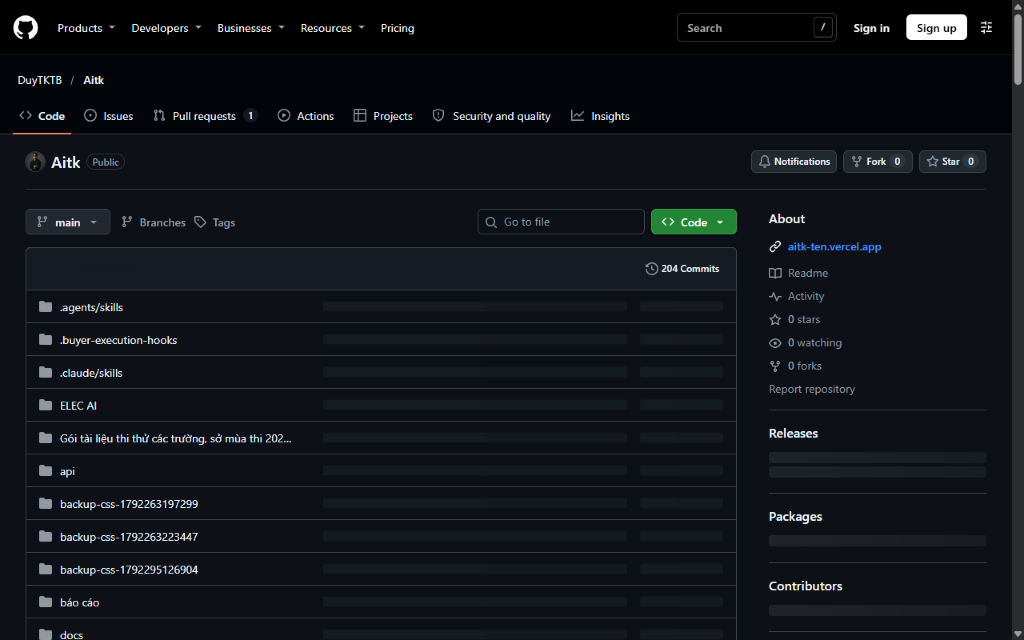 Products Developers Businesses Resources Pricing Search / Sign in Sign up
DuyTKTB / Aitk
Code Issues Pull requests 1 Actions Projects Security and quality Insights
Aitk Public Notifications Fork 0 Star 0
main Branches Tags Go to file Code
204 Commits
.agents/skills
.buyer-execution-hooks
.claude/skills
ELEC AI
Gói tài liệu thi thử các trường, sở mùa thi 202...
api
backup-css-1792263197299
backup-css-1792263223447
backup-css-1792295126904
báo cáo
docs
About
aitk-ten.vercel.app
Readme
Activity
0 stars
0 watching
0 forks
Report repository
Releases
Packages
Contributors